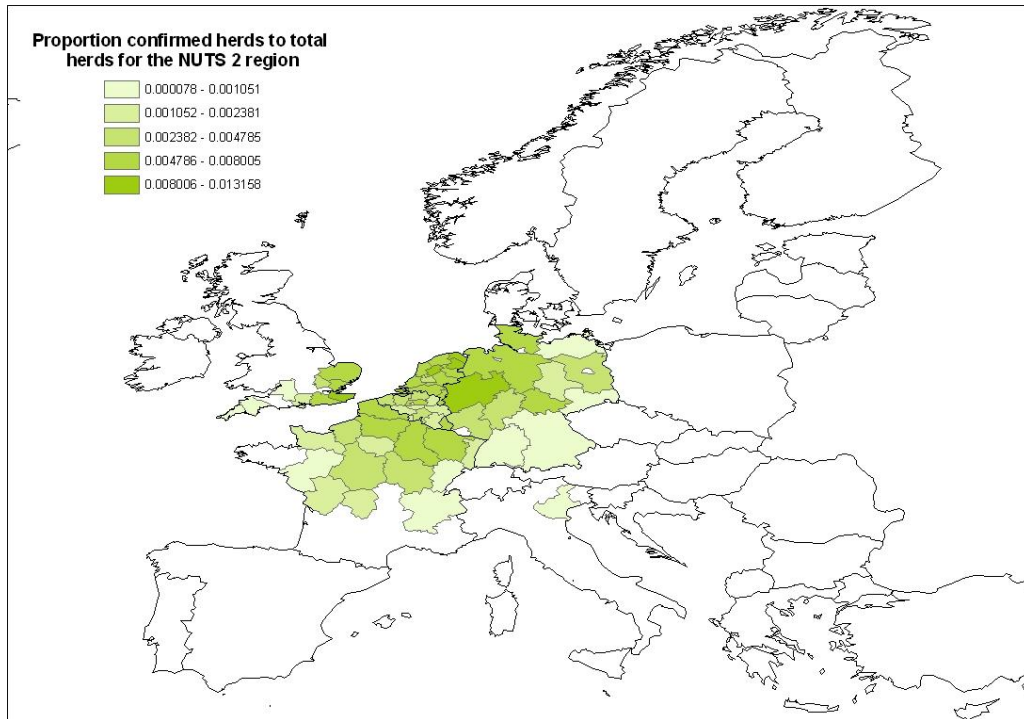 Proportion confirmed herds to total
herds for the NUTS 2 region
0.000078 - 0.001051
0.001052 - 0.002381
0.002382 - 0.004785
0.004786 - 0.008005
0.008006 - 0.013158